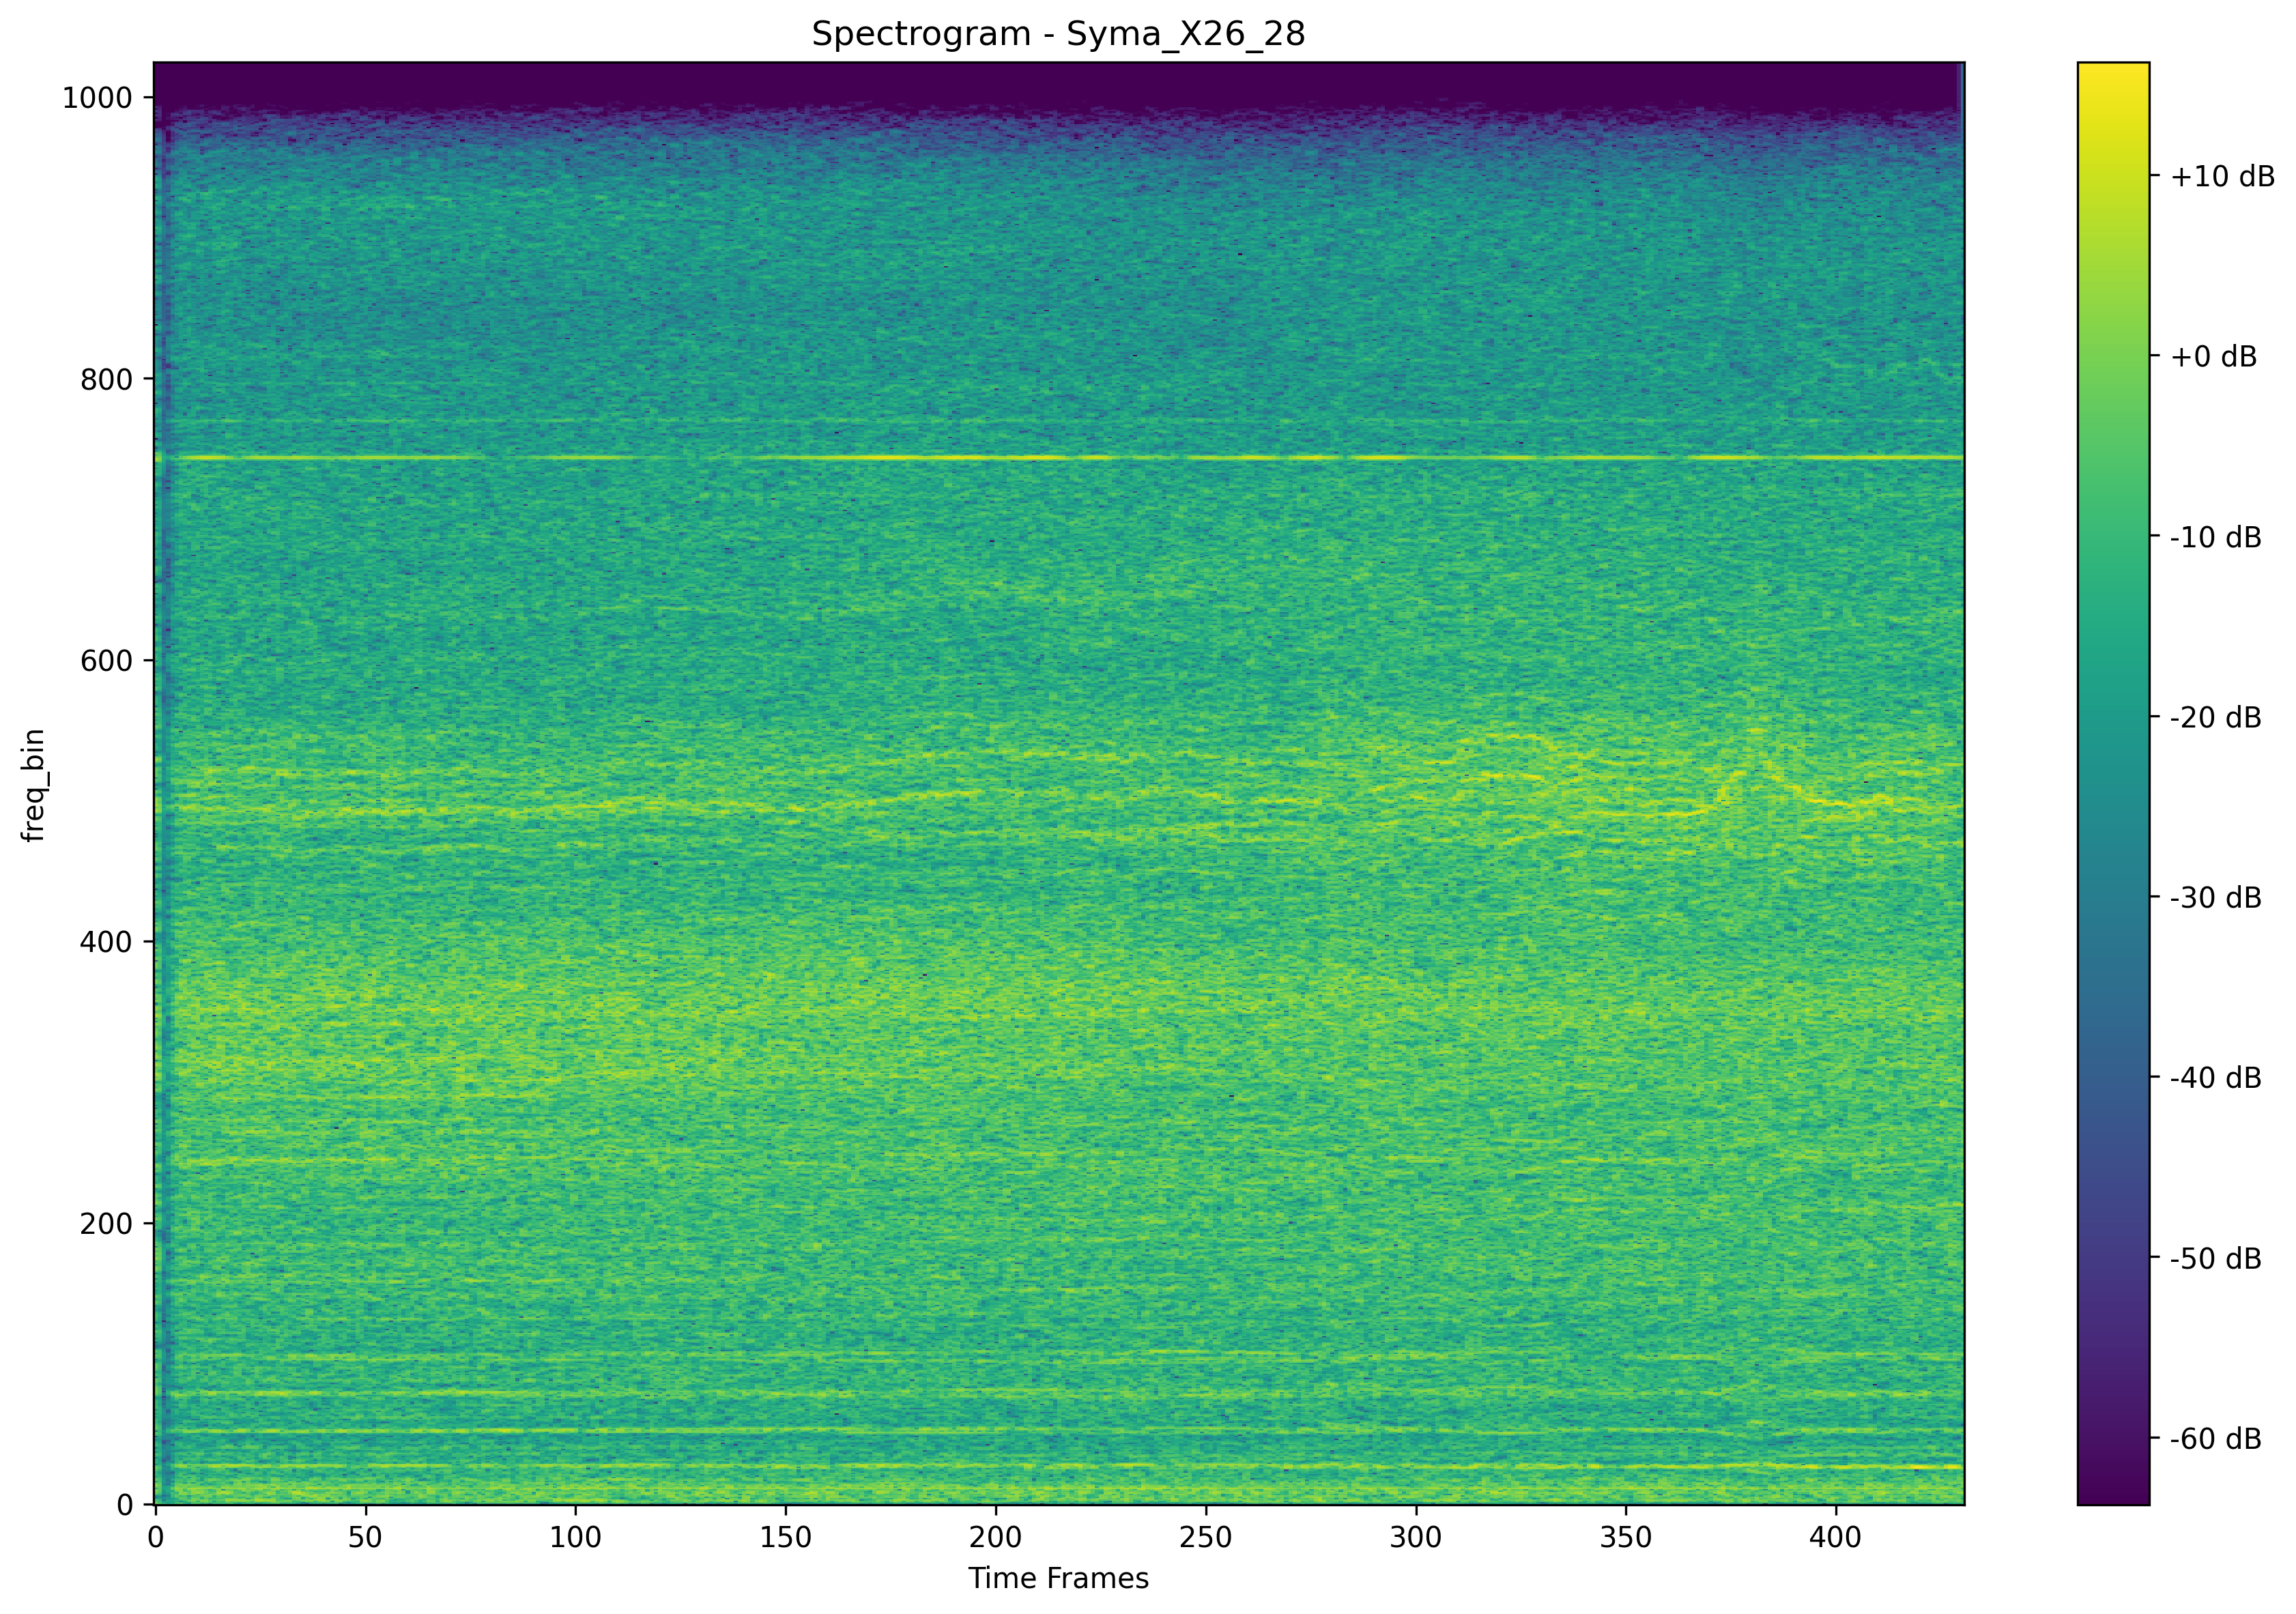 Spectrogram - Syma_X26_28
1000
800
600
400
200
0
freq_bin
0 50 100 150 200 250 300 350 400
Time Frames
+10 dB
+0 dB
-10 dB
-20 dB
-30 dB
-40 dB
-50 dB
-60 dB